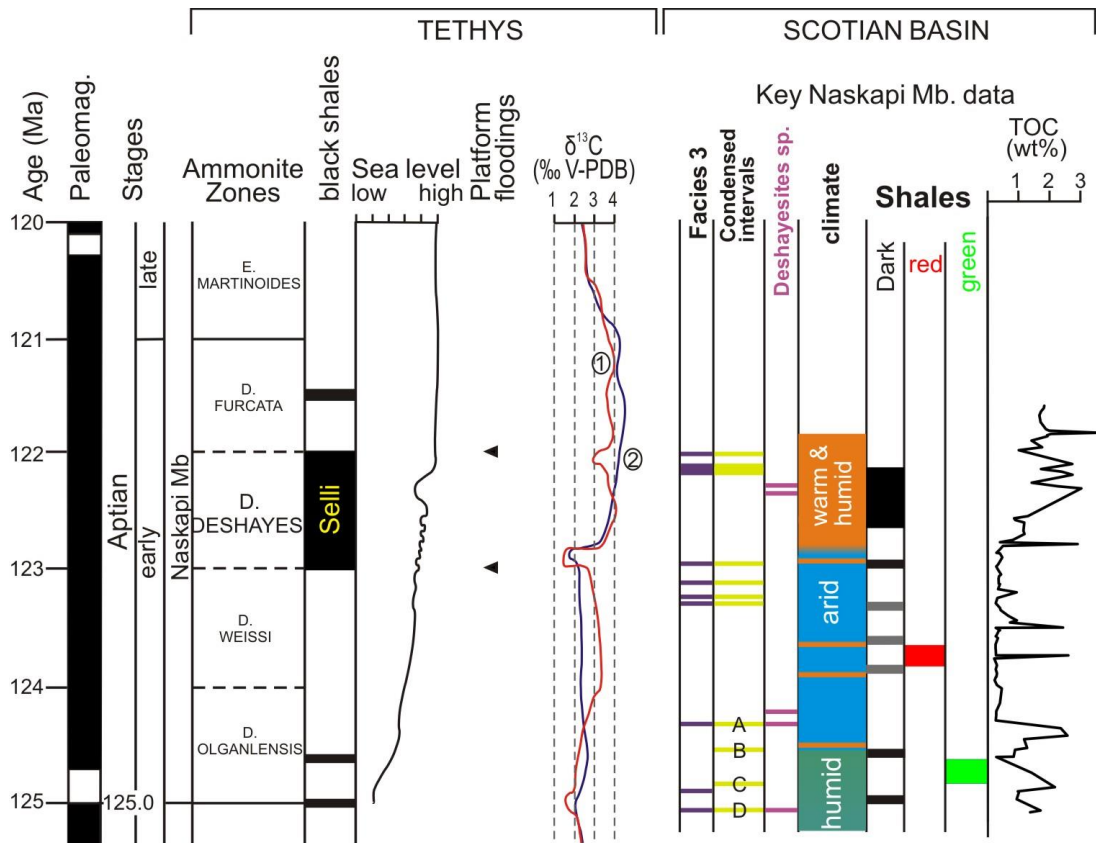 TETHYS
SCOTIAN BASIN
Key Naskapi Mb. data
Age (Ma)
Paleomag.
Stages
Ammonite
Zones
black shales
Sea level
low high
Platform
floodings
δ¹³C
(‰ V-PDB)
1 2 3 4
Facies 3
Condensed
intervals
Deshayesites sp.
climate
Shales
Dark
red
green
TOC
(wt%)
1 2 3
120
121
122
123
124
125
125.0
Aptian
late
early
Naskapi Mb
E.
MARTINOIDES
D.
FURCATA
D.
DESHAYES
D.
WEISSI
D.
OLGANLENSIS
Selli
1
2
A
B
C
D
warm &
humid
arid
humid